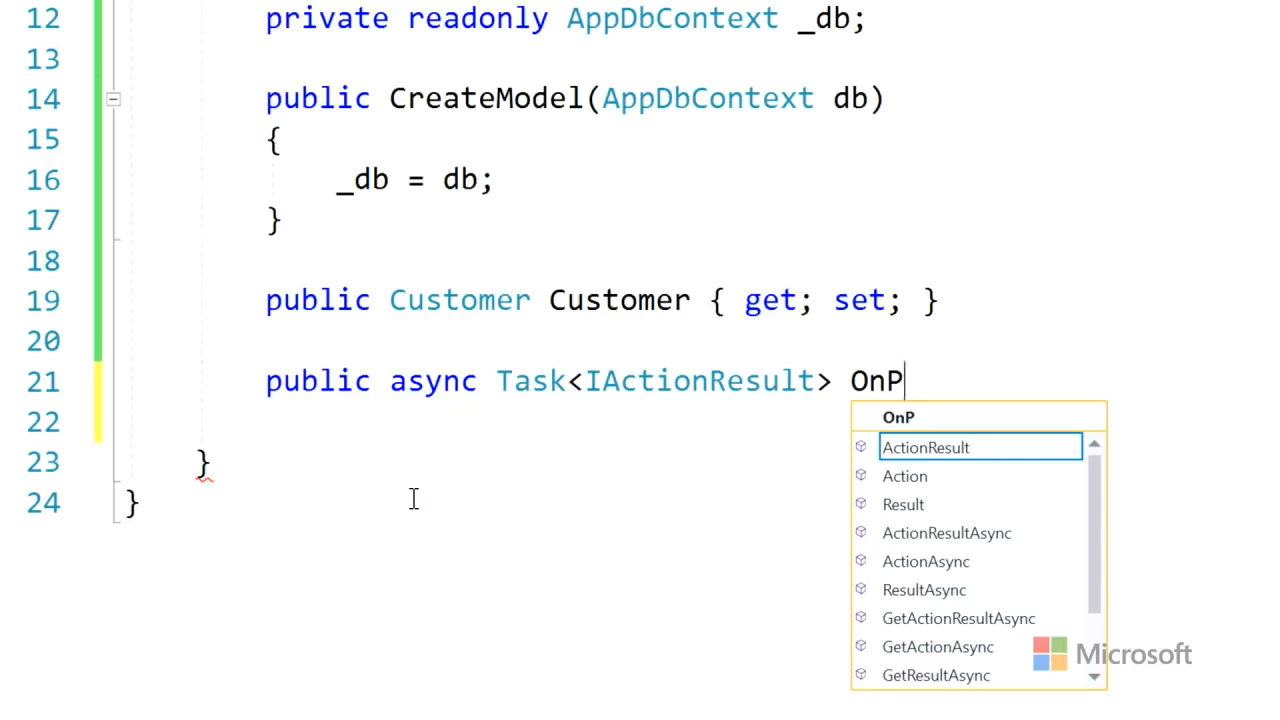 12 private readonly AppDbContext _db;
13
14 public CreateModel(AppDbContext db)
15 {
16 _db = db;
17 }
18
19 public Customer Customer { get; set; }
20
21 public async Task<IActionResult> OnP
22
23 }
24 }
OnP
ActionResult
Action
Result
ActionResultAsync
ActionAsync
ResultAsync
GetActionResultAsync
GetActionAsync
GetResultAsync
Microsoft